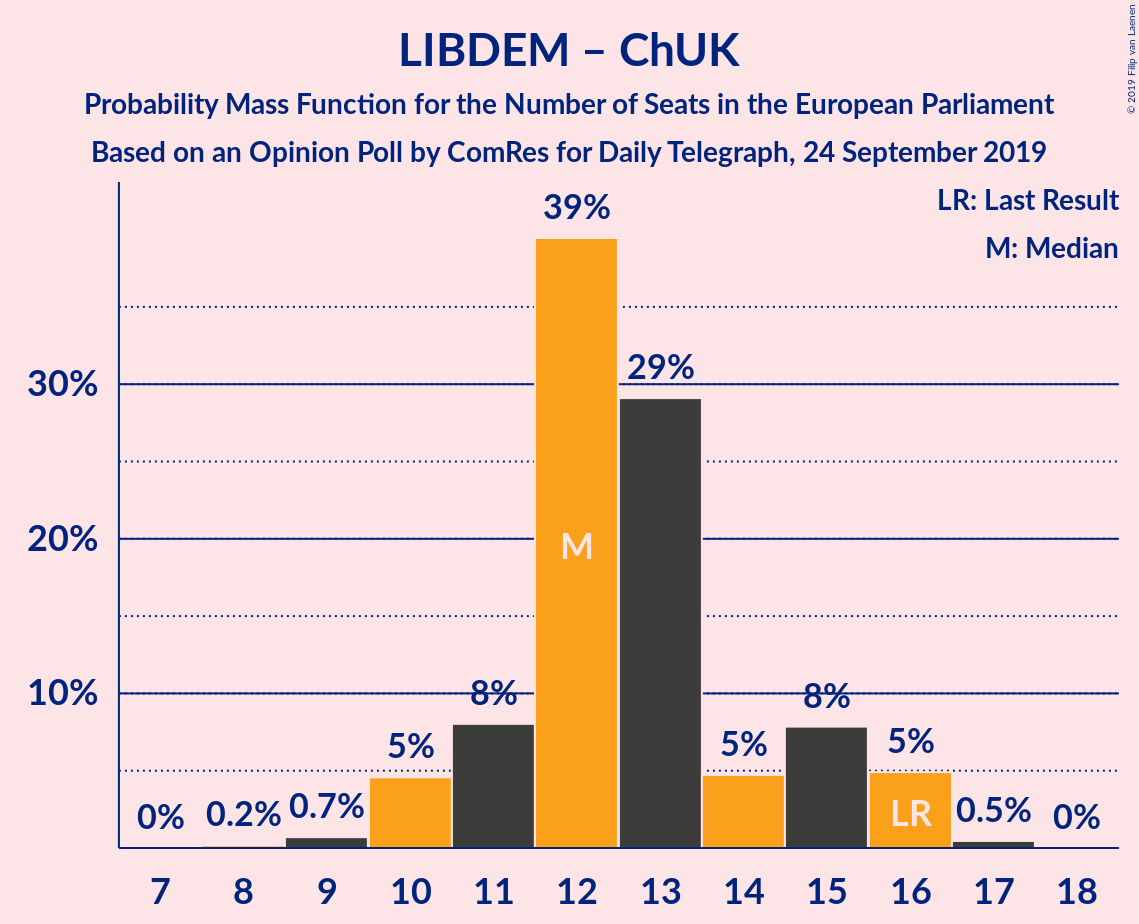 LIBDEM – ChUK
Probability Mass Function for the Number of Seats in the European Parliament
Based on an Opinion Poll by ComRes for Daily Telegraph, 24 September 2019
© 2019 Filip van Laenen
LR: Last Result
M: Median
39%
29%
30%
20%
10%
M
8%
8%
5%
5%
5%
0%
0.2%
0.7%
LR
0.5%
0%
7 8 9 10 11 12 13 14 15 16 17 18